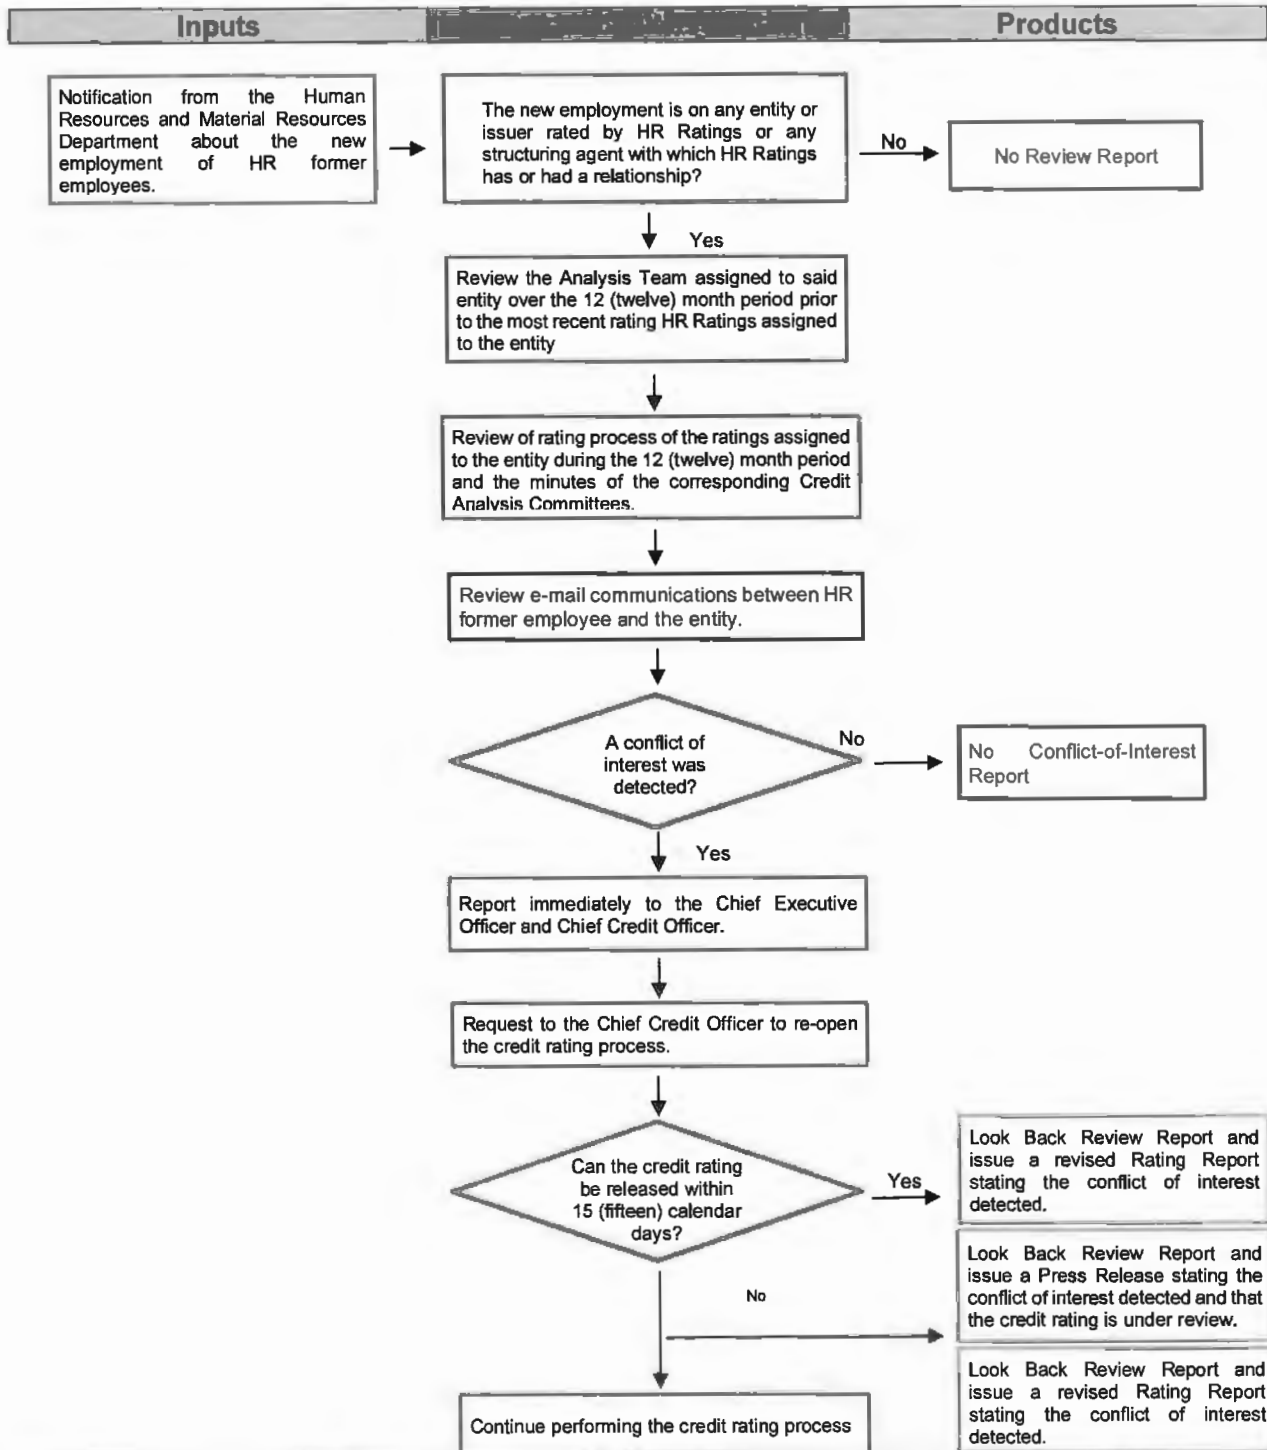 Inputs
Products
Notification from the Human
Resources and Material Resources
Department about the new
employment of HR former
employees.
The new employment is on any entity or
issuer rated by HR Ratings or any
structuring agent with which HR Ratings
has or had a relationship?
No
No Review Report
Yes
Review the Analysis Team assigned to said
entity over the 12 (twelve) month period prior
to the most recent rating HR Ratings assigned
to the entity
Review of rating process of the ratings assigned
to the entity during the 12 (twelve) month period
and the minutes of the corresponding Credit
Analysis Committees.
Review e-mail communications between HR
former employee and the entity.
A conflict of
interest was
detected?
No
No Conflict-of-Interest
Report
Yes
Report immediately to the Chief Executive
Officer and Chief Credit Officer.
Request to the Chief Credit Officer to re-open
the credit rating process.
Can the credit rating
be released within
15 (fifteen) calendar
days?
Yes
Look Back Review Report and
issue a revised Rating Report
stating the conflict of interest
detected.
No
Look Back Review Report and
issue a Press Release stating the
conflict of interest detected and that
the credit rating is under review.
Continue performing the credit rating process
Look Back Review Report and
issue a revised Rating Report
stating the conflict of interest
detected.